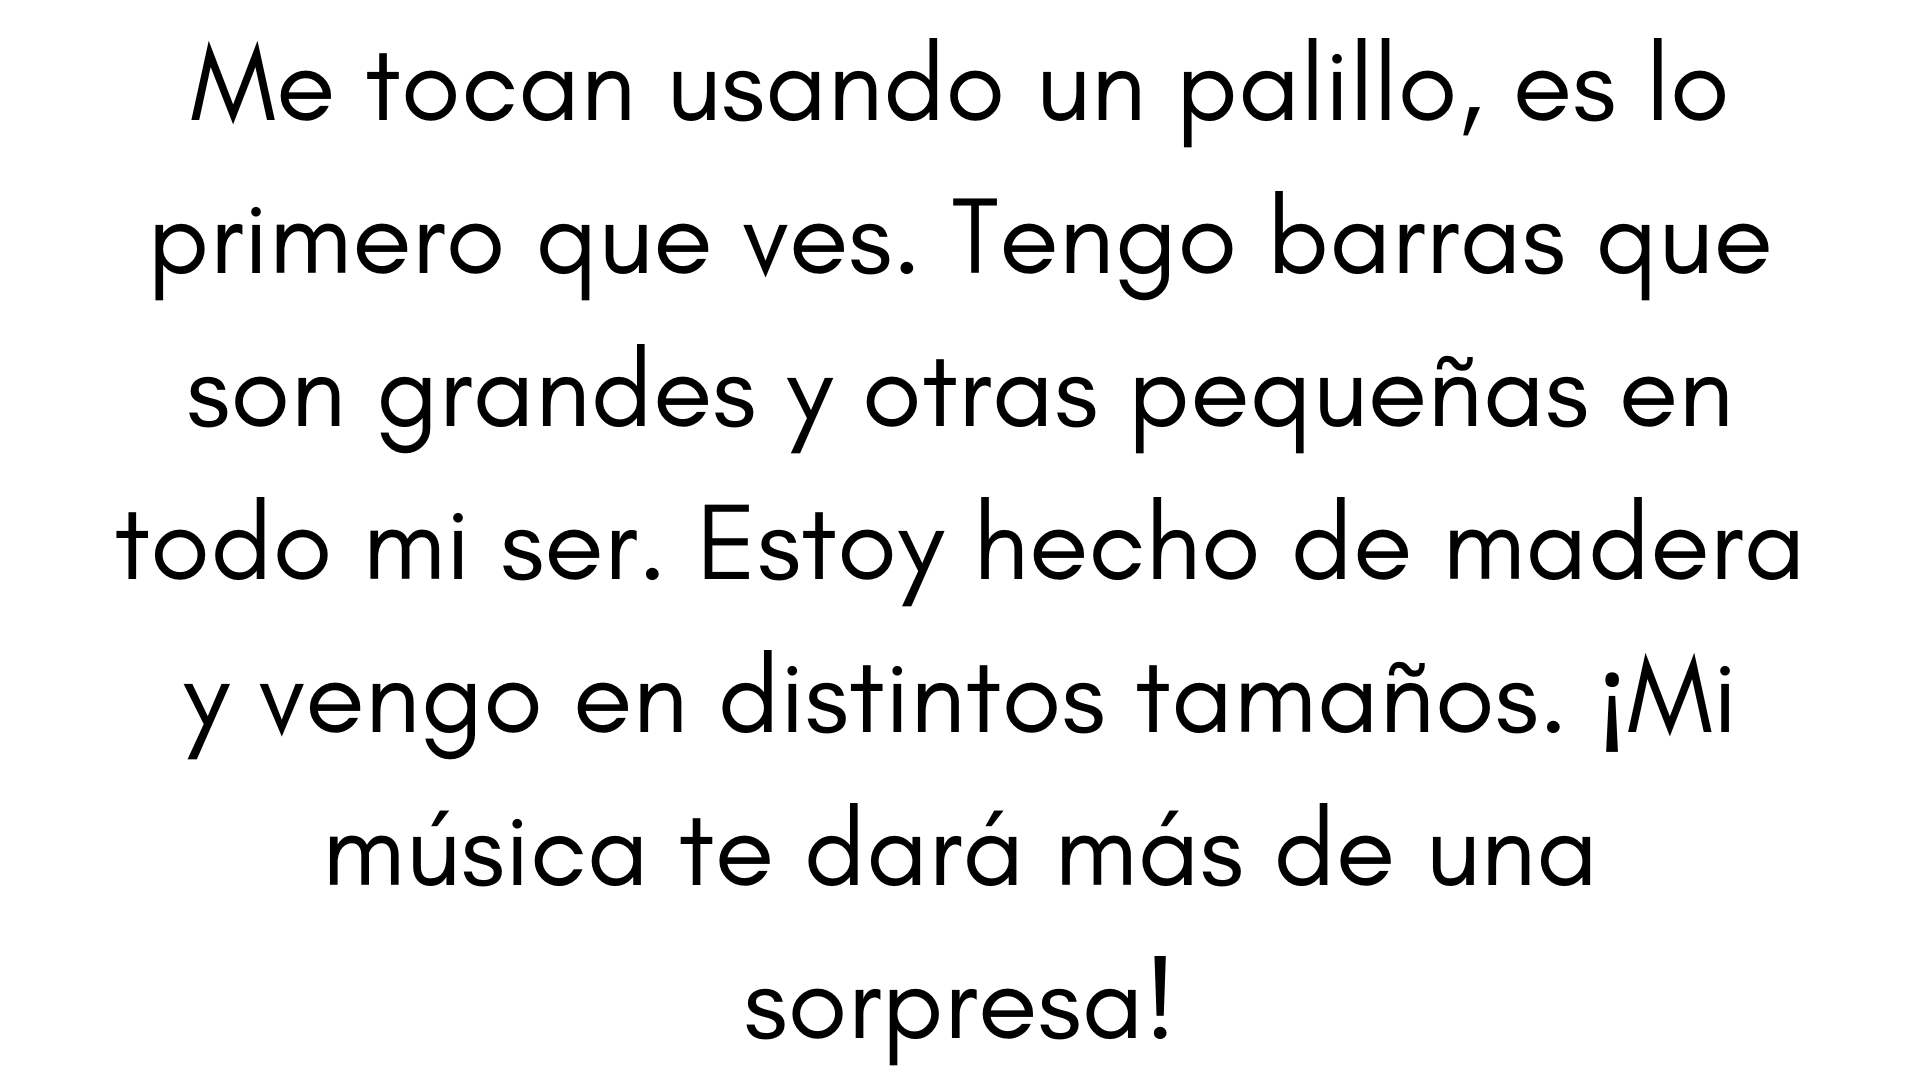 Me tocan usando un palillo, es lo
primero que ves. Tengo barras que
son grandes y otras pequeñas en
todo mi ser. Estoy hecho de madera
y vengo en distintos tamaños. ¡Mi
música te dará más de una
sorpresa!